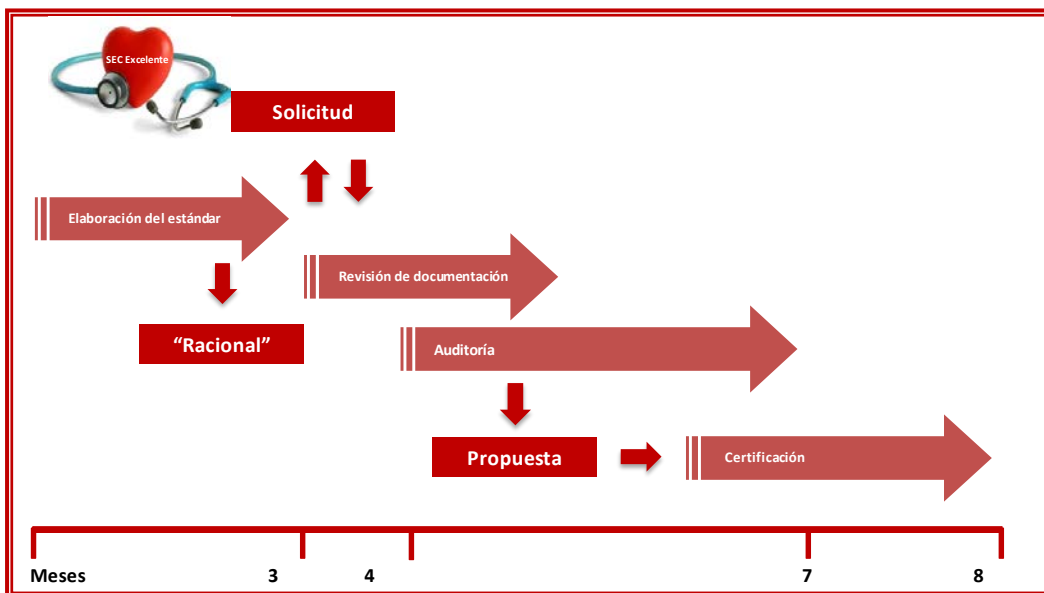 SEC Excelente
Solicitud
Elaboración del estándar
Revisión de documentación
“Racional”
Auditoría
Propuesta
Certificación
Meses 3 4 7 8